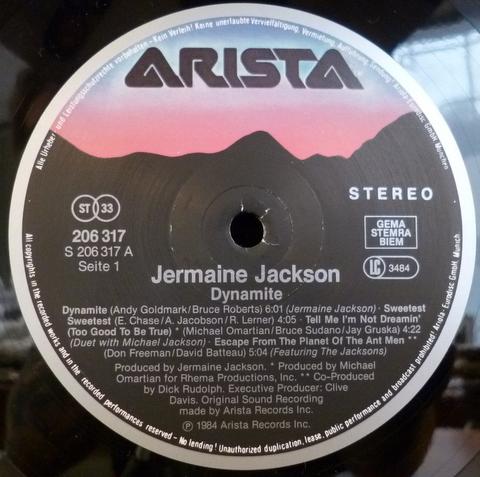 Alle Urheber- und Leistungsschutzrechte vorbehalten - Kein Verleih! Keine unerlaubte Vervielfältigung, Vermietung, Aufführung, Sendung! Ariola-Eurodisc GmbH München
ARISTA
STEREO
ST 33
206 317
S 206 317 A
Seite 1
GEMA
STEMRA
BIEM
LC 3484
Jermaine Jackson
Dynamite
Dynamite (Andy Goldmark/Bruce Roberts) 6:01 (Jermaine Jackson) · Sweetest
Sweetest (E. Chase/A. Jacobson/R. Lerner) 4:05 · Tell Me I'm Not Dreamin'
(Too Good To Be True) * (Michael Omartian/Bruce Sudano/Jay Gruska) 4:22
(Duet with Michael Jackson) · Escape From The Planet Of The Ant Men **
(Don Freeman/David Batteau) 5:04 (Featuring The Jacksons)
Produced by Jermaine Jackson. * Produced by Michael
Omartian for Rhema Productions, Inc. ** Co-Produced
by Dick Rudolph. Executive Producer: Clive
Davis. Original Sound Recording
made by Arista Records Inc.
Ⓟ 1984 Arista Records Inc.
All copyrights in the recorded works and in the recorded performances reserved - No lending! Unauthorized duplication, lease, public performance and broadcast prohibited! Ariola-Eurodisc GmbH Munich